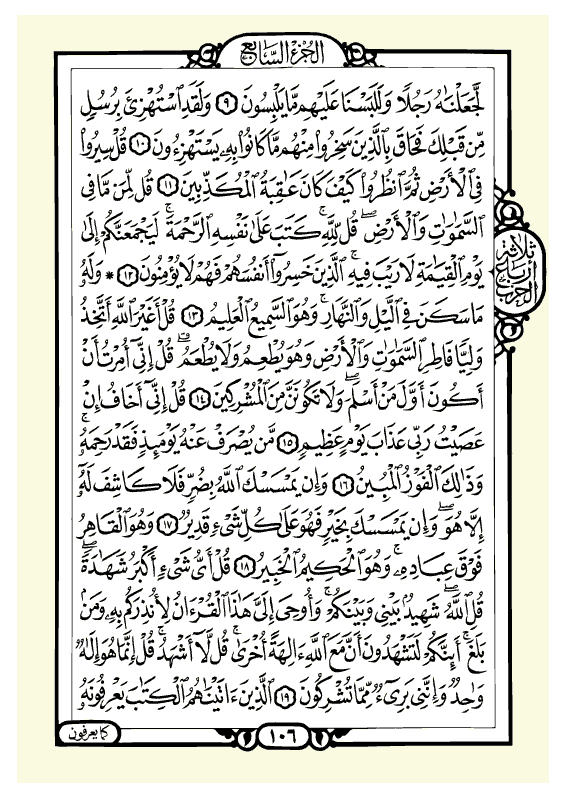 الجزء السابع
لَّجَعَلْنَٰهُ رَجُلًا وَلَلَبَسْنَا عَلَيْهِم مَّا يَلْبِسُونَ ٩ وَلَقَدِ ٱسْتُهْزِئَ بِرُسُلٍ
مِّن قَبْلِكَ فَحَاقَ بِٱلَّذِينَ سَخِرُوا۟ مِنْهُم مَّا كَانُوا۟ بِهِۦ يَسْتَهْزِءُونَ ١٠ قُلْ سِيرُوا۟
فِى ٱلْأَرْضِ ثُمَّ ٱنظُرُوا۟ كَيْفَ كَانَ عَٰقِبَةُ ٱلْمُكَذِّبِينَ ١١ قُل لِّمَن مَّا فِى
ٱلسَّمَٰوَٰتِ وَٱلْأَرْضِ ۖ قُل لِّلَّهِ ۚ كَتَبَ عَلَىٰ نَفْسِهِ ٱلرَّحْمَةَ ۚ لَيَجْمَعَنَّكُمْ إِلَىٰ
يَوْمِ ٱلْقِيَٰمَةِ لَا رَيْبَ فِيهِ ۚ ٱلَّذِينَ خَسِرُوٓا۟ أَنفُسَهُمْ فَهُمْ لَا يُؤْمِنُونَ ١٢ * وَلَهُۥ
ثلاثة أرباع الحزب
مَا سَكَنَ فِى ٱلَّيْلِ وَٱلنَّهَارِ ۚ وَهُوَ ٱلسَّمِيعُ ٱلْعَلِيمُ ١٣ قُلْ أَغَيْرَ ٱللَّهِ أَتَّخِذُ
وَلِيًّا فَاطِرِ ٱلسَّمَٰوَٰتِ وَٱلْأَرْضِ وَهُوَ يُطْعِمُ وَلَا يُطْعَمُ ۗ قُلْ إِنِّىٓ أُمِرْتُ أَنْ
أَكُونَ أَوَّلَ مَنْ أَسْلَمَ ۖ وَلَا تَكُونَنَّ مِنَ ٱلْمُشْرِكِينَ ١٤ قُلْ إِنِّىٓ أَخَافُ إِنْ
عَصَيْتُ رَبِّى عَذَابَ يَوْمٍ عَظِيمٍ ١٥ مَّن يُصْرَفْ عَنْهُ يَوْمَئِذٍ فَقَدْ رَحِمَهُۥ ۚ
وَذَٰلِكَ ٱلْفَوْزُ ٱلْمُبِينُ ١٦ وَإِن يَمْسَسْكَ ٱللَّهُ بِضُرٍّ فَلَا كَاشِفَ لَهُۥٓ
إِلَّا هُوَ ۖ وَإِن يَمْسَسْكَ بِخَيْرٍ فَهُوَ عَلَىٰ كُلِّ شَىْءٍ قَدِيرٌ ١٧ وَهُوَ ٱلْقَاهِرُ
فَوْقَ عِبَادِهِۦ ۚ وَهُوَ ٱلْحَكِيمُ ٱلْخَبِيرُ ١٨ قُلْ أَىُّ شَىْءٍ أَكْبَرُ شَهَٰدَةً ۖ
قُلِ ٱللَّهُ ۖ شَهِيدٌۢ بَيْنِى وَبَيْنَكُمْ ۚ وَأُوحِىَ إِلَىَّ هَٰذَا ٱلْقُرْءَانُ لِأُنذِرَكُم بِهِۦ وَمَنۢ
بَلَغَ ۚ أَئِنَّكُمْ لَتَشْهَدُونَ أَنَّ مَعَ ٱللَّهِ ءَالِهَةً أُخْرَىٰ ۚ قُل لَّآ أَشْهَدُ ۚ قُلْ إِنَّمَا هُوَ إِلَٰهٌ
وَٰحِدٌ وَإِنَّنِى بَرِىٓءٌ مِّمَّا تُشْرِكُونَ ١٩ ٱلَّذِينَ ءَاتَيْنَٰهُمُ ٱلْكِتَٰبَ يَعْرِفُونَهُۥ
كما يعرفون
١٠٦